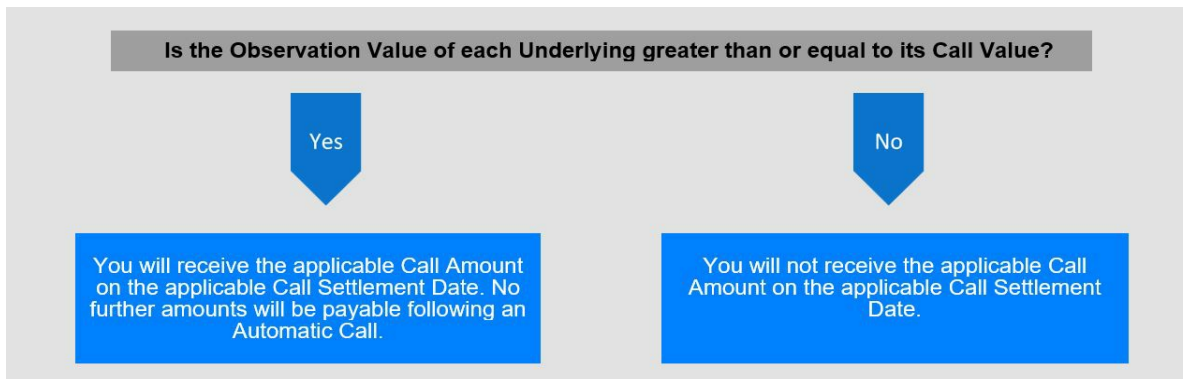 Is the Observation Value of each Underlying greater than or equal to its Call Value?
Yes
No
You will receive the applicable Call Amount
on the applicable Call Settlement Date. No
further amounts will be payable following an
Automatic Call.
You will not receive the applicable Call
Amount on the applicable Call Settlement
Date.